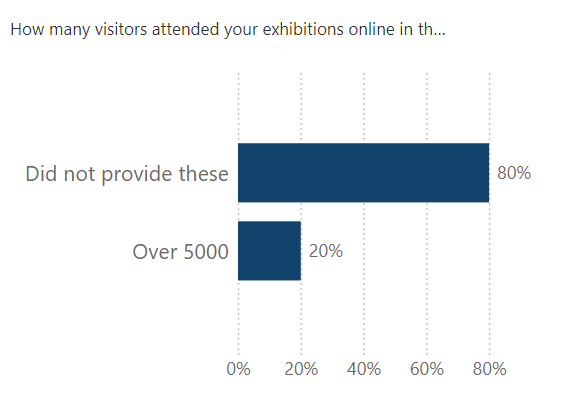 How many visitors attended your exhibitions online in th...
Did not provide these
80%
Over 5000
20%
0%
20%
40%
60%
80%